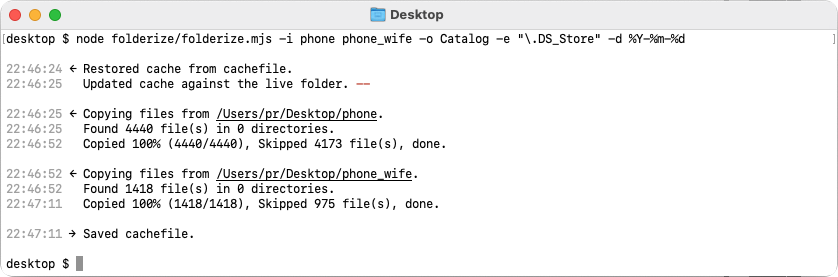 Desktop
[desktop $ node folderize/folderize.mjs -i phone phone_wife -o Catalog -e "\.DS_Store" -d %Y-%m-%d ]
22:46:24 ← Restored cache from cachefile.
22:46:25 Updated cache against the live folder. ——
22:46:25 ← Copying files from /Users/pr/Desktop/phone.
22:46:25 Found 4440 file(s) in 0 directories.
22:46:52 Copied 100% (4440/4440), Skipped 4173 file(s), done.
22:46:52 ← Copying files from /Users/pr/Desktop/phone_wife.
22:46:52 Found 1418 file(s) in 0 directories.
22:47:11 Copied 100% (1418/1418), Skipped 975 file(s), done.
22:47:11 → Saved cachefile.
desktop $